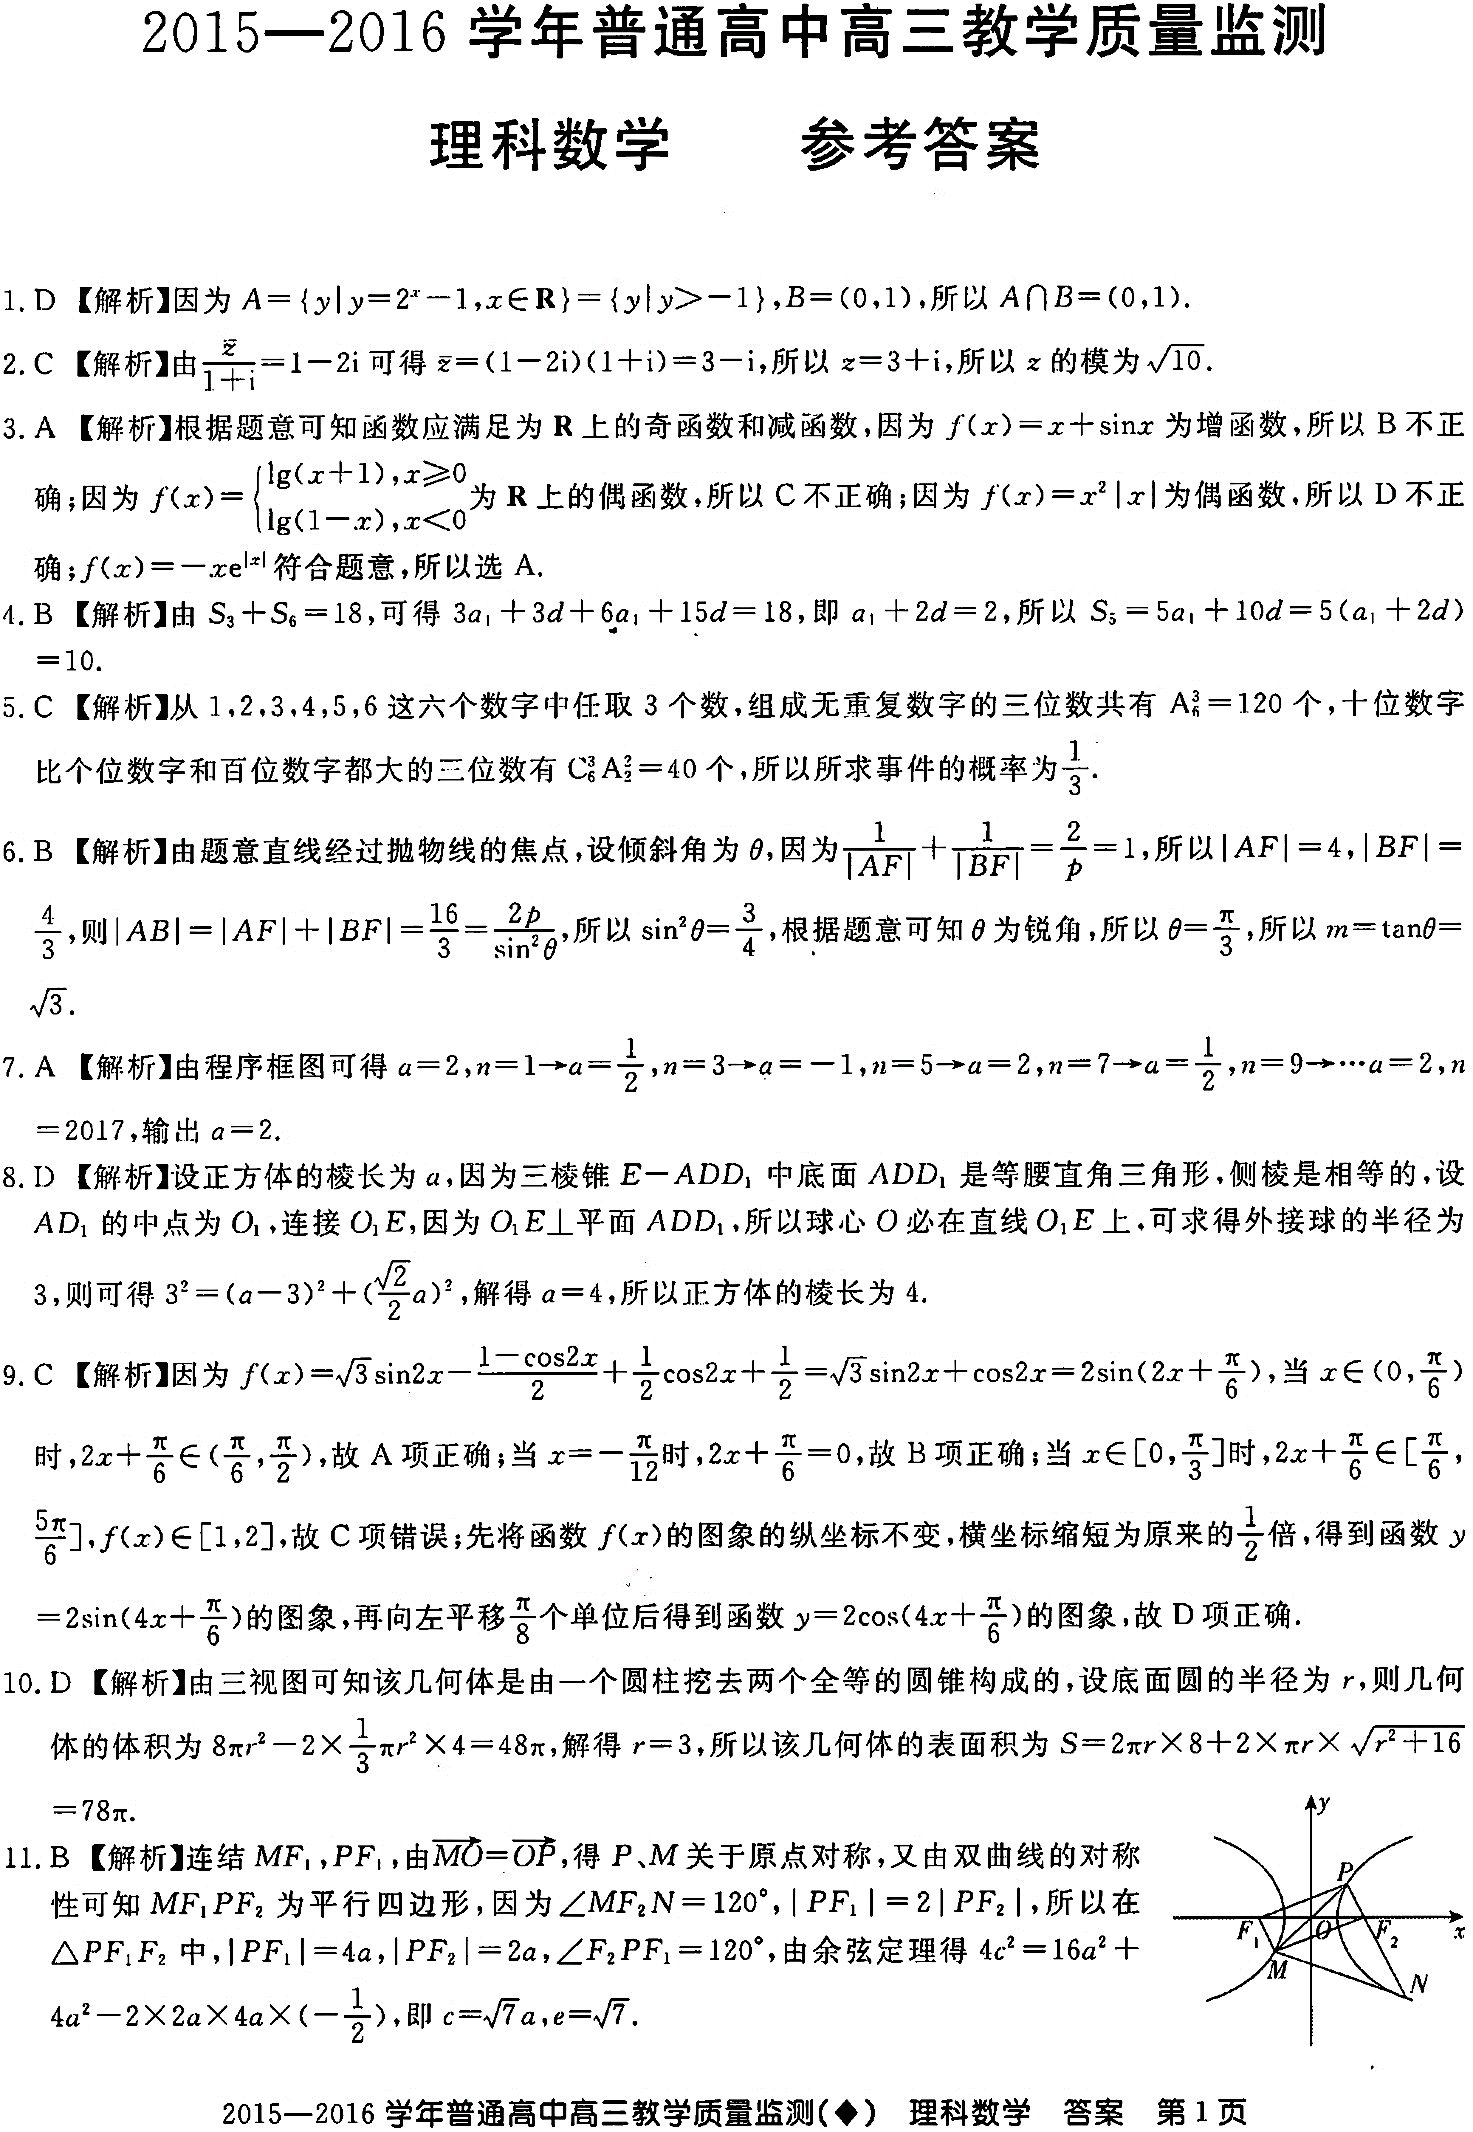 2015—2016 学年普通高中高三教学质量监测
理科数学 参考答案
1. D 【解析】因为 A={y|y=2ˣ-1,x∈R}={y|y>-1},B=(0,1),所以 A∩B=(0,1).
2. C 【解析】由z̄/(1+i)=1-2i 可得 z̄=(1-2i)(1+i)=3-i,所以 z=3+i,所以 z 的模为√10.
3. A 【解析】根据题意可知函数应满足为 R 上的奇函数和减函数,因为 f(x)=x+sinx 为增函数,所以 B 不正
确;因为 f(x)={lg(x+1),x≥0 lg(1-x),x<0 为 R 上的偶函数,所以 C 不正确;因为 f(x)=x²|x|为偶函数,所以 D 不正
确;f(x)=-xe^|x|符合题意,所以选 A.
4. B 【解析】由 S₃+S₆=18,可得 3a₁+3d+6a₁+15d=18,即 a₁+2d=2,所以 S₅=5a₁+10d=5(a₁+2d)
=10.
5. C 【解析】从 1,2,3,4,5,6 这六个数字中任取 3 个数,组成无重复数字的三位数共有 A₆³=120 个,十位数字
比个位数字和百位数字都大的三位数有 C₆³A₂²=40 个,所以所求事件的概率为1/3.
6. B 【解析】由题意直线经过抛物线的焦点,设倾斜角为 θ,因为1/|AF|+1/|BF|=2/p=1,所以|AF|=4,|BF|=
4/3,则|AB|=|AF|+|BF|=16/3=2p/sin²θ,所以 sin²θ=3/4,根据题意可知 θ 为锐角,所以 θ=π/3,所以 m=tanθ=
√3.
7. A 【解析】由程序框图可得 a=2,n=1→a=1/2,n=3→a=-1,n=5→a=2,n=7→a=1/2,n=9→…a=2,n
=2017,输出 a=2.
8. D 【解析】设正方体的棱长为 a,因为三棱锥 E-ADD₁ 中底面 ADD₁ 是等腰直角三角形,侧棱是相等的,设
AD₁ 的中点为 O₁,连接 O₁E,因为 O₁E⊥平面 ADD₁,所以球心 O 必在直线 O₁E 上,可求得外接球的半径为
3,则可得 3²=(a-3)²+(√2/2 a)²,解得 a=4,所以正方体的棱长为 4.
9. C 【解析】因为 f(x)=√3sin2x-(1-cos2x)/2+1/2cos2x+1/2=√3sin2x+cos2x=2sin(2x+π/6),当 x∈(0,π/6)
时,2x+π/6∈(π/6,π/2),故 A 项正确;当 x=-π/12时,2x+π/6=0,故 B 项正确;当 x∈[0,π/3]时,2x+π/6∈[π/6,
5π/6],f(x)∈[1,2],故 C 项错误;先将函数 f(x)的图象的纵坐标不变,横坐标缩短为原来的1/2倍,得到函数 y
=2sin(4x+π/6)的图象,再向左平移π/8个单位后得到函数 y=2cos(4x+π/6)的图象,故 D 项正确.
10. D 【解析】由三视图可知该几何体是由一个圆柱挖去两个全等的圆锥构成的,设底面圆的半径为 r,则几何
体的体积为 8πr²-2×1/3πr²×4=48π,解得 r=3,所以该几何体的表面积为 S=2πr×8+2×πr×√(r²+16)
=78π.
11. B 【解析】连结 MF₁,PF₁,由MO→=OP→,得 P、M 关于原点对称,又由双曲线的对称
性可知 MF₁PF₂ 为平行四边形,因为∠MF₂N=120°,|PF₁|=2|PF₂|,所以在
△PF₁F₂ 中,|PF₁|=4a,|PF₂|=2a,∠F₂PF₁=120°,由余弦定理得 4c²=16a²+
4a²-2×2a×4a×(-1/2),即 c=√7a,e=√7.
y
P
F₁ O F₂ x
M N
2015—2016 学年普通高中高三教学质量监测(◆) 理科数学 答案 第 1 页